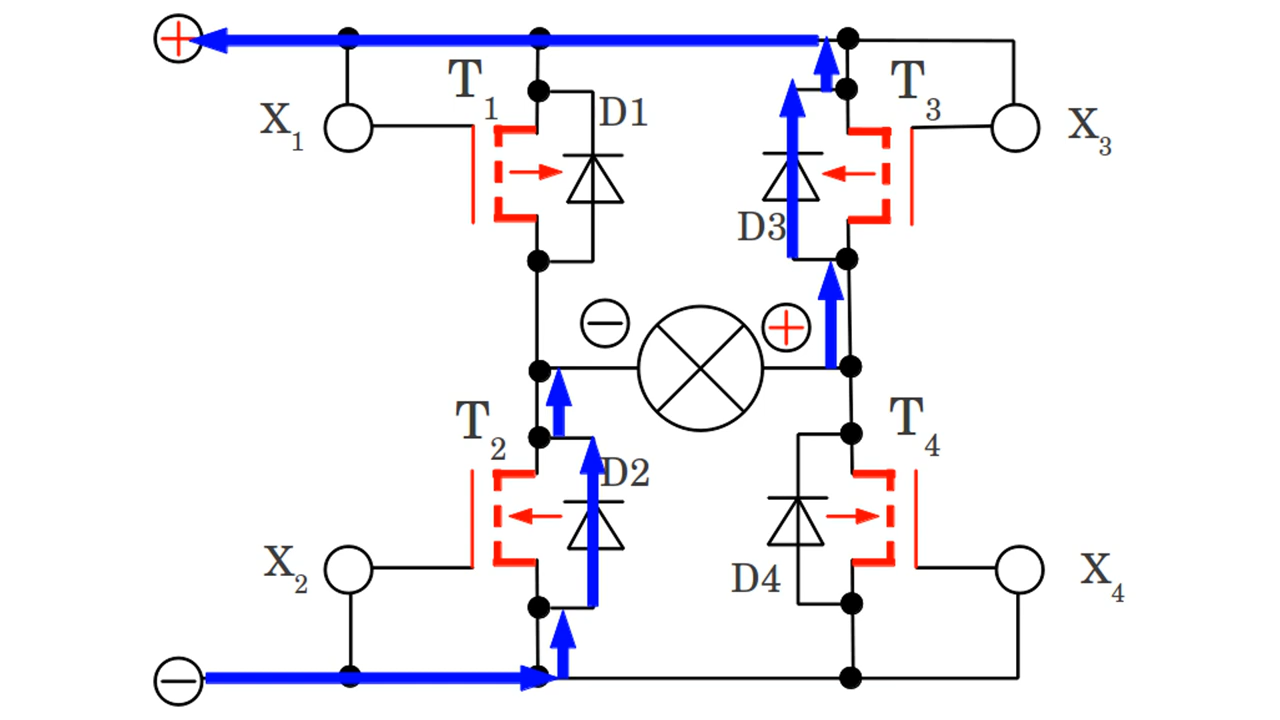 +
T1
D1
T3
X1
X3
D3
−
+
T2
T4
D2
X2
D4
X4
−